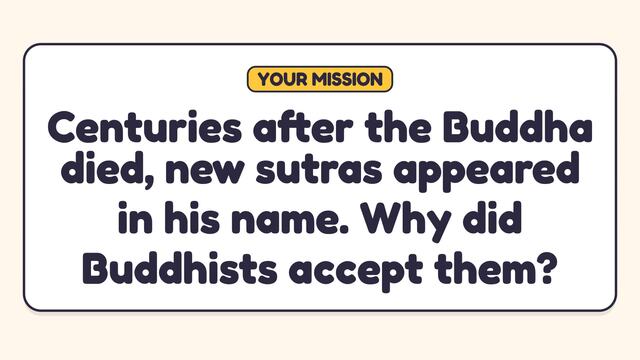 YOUR MISSION
Centuries after the Buddha
died, new sutras appeared
in his name. Why did
Buddhists accept them?